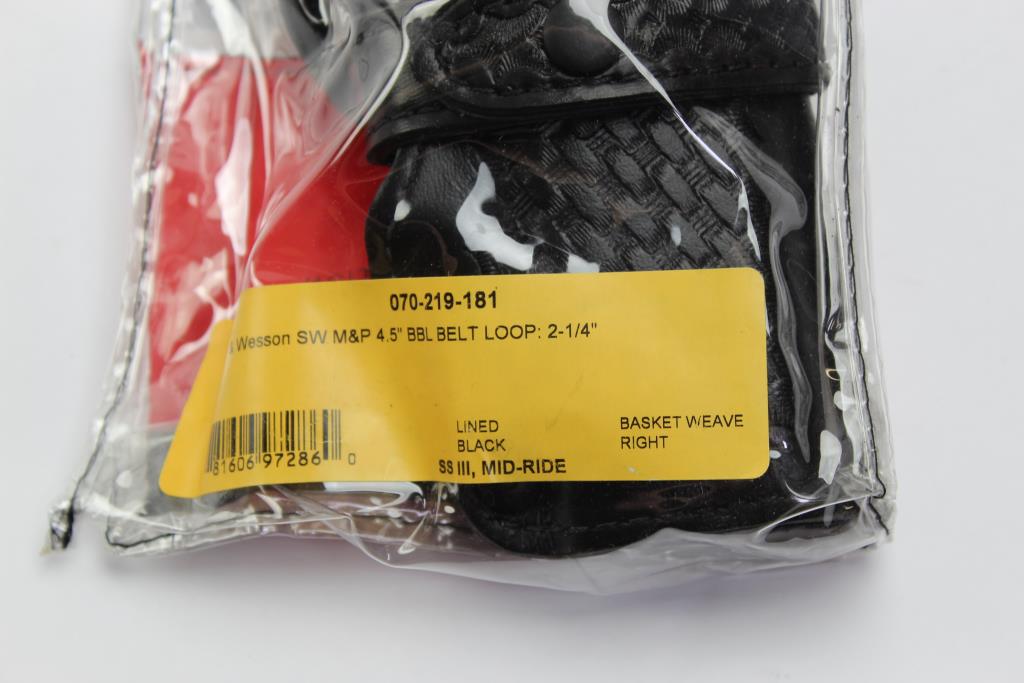 070-219-181
& Wesson SW M&P 4.5" BBL BELT LOOP: 2-1/4"
LINED
BASKET WEAVE
BLACK
RIGHT
81606 97286 0
SS III, MID-RIDE